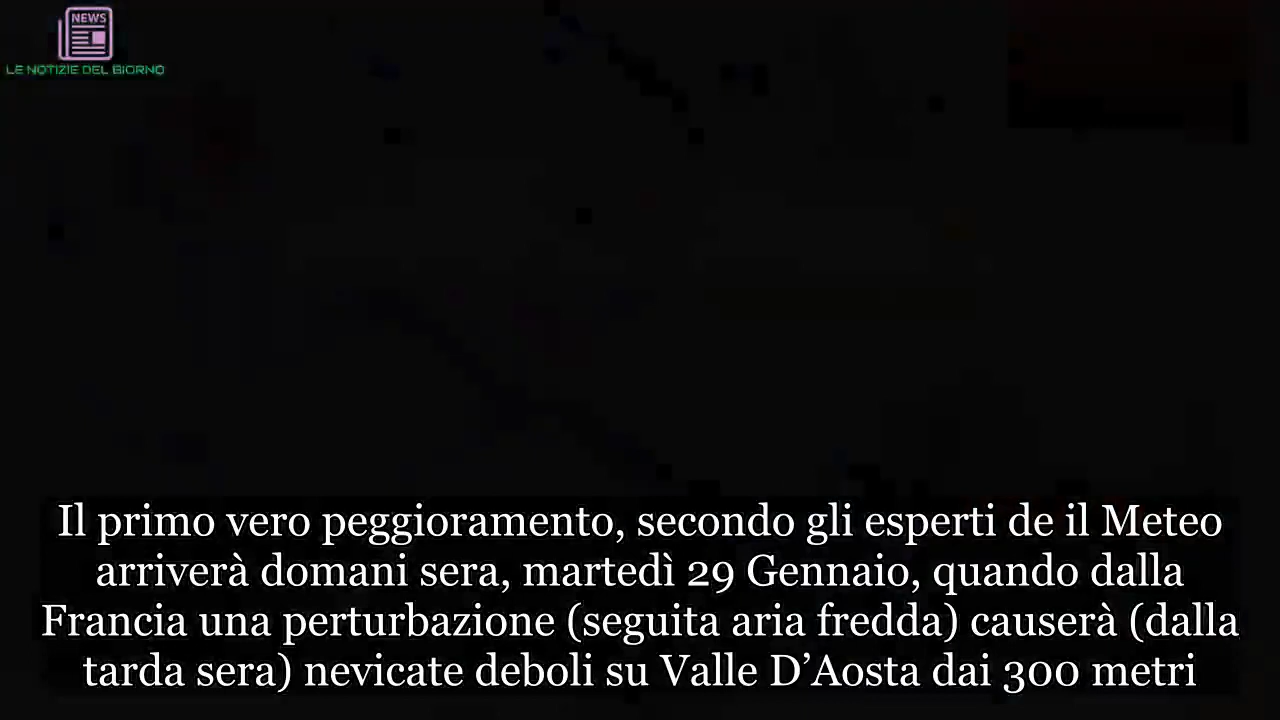 NEWS
LE NOTIZIE DEL GIORNO
Il primo vero peggioramento, secondo gli esperti de il Meteo
arriverà domani sera, martedì 29 Gennaio, quando dalla
Francia una perturbazione (seguita aria fredda) causerà (dalla
tarda sera) nevicate deboli su Valle D’Aosta dai 300 metri